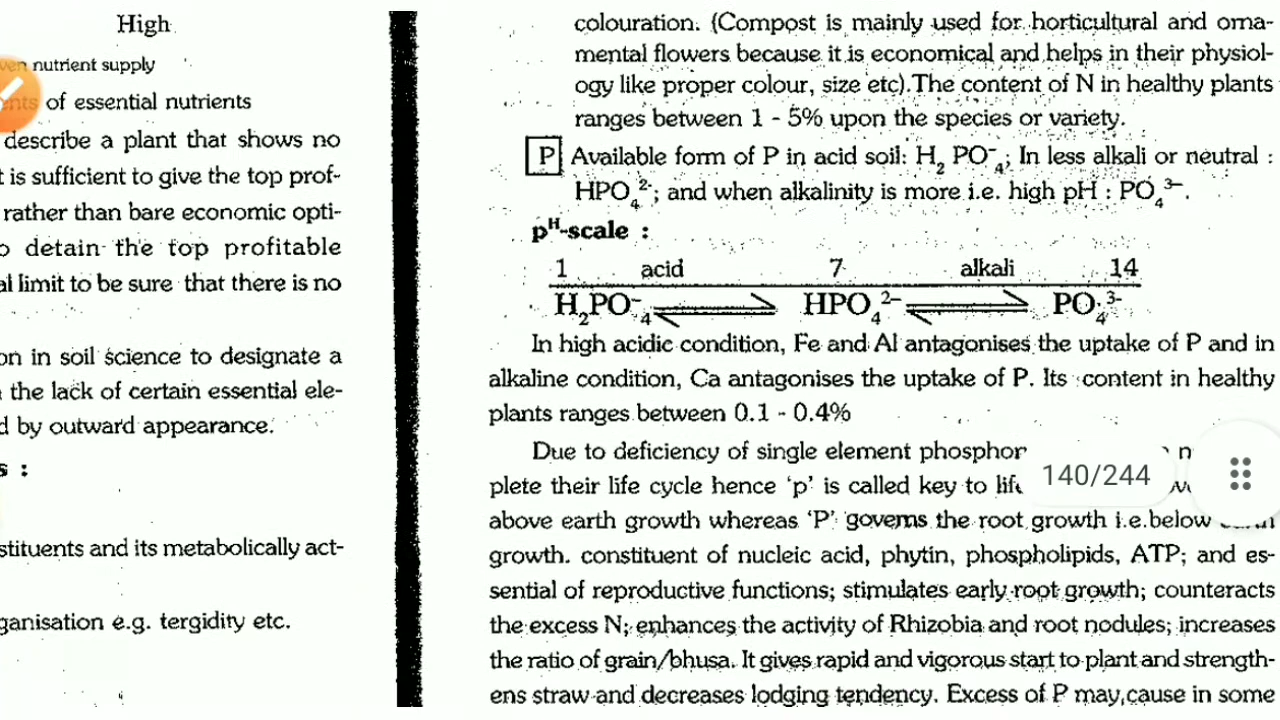 High
ven nutrient supply
ents of essential nutrients
describe a plant that shows no
t is sufficient to give the top prof-
rather than bare economic opti-
o detain the top profitable
al limit to be sure that there is no
on in soil science to designate a
the lack of certain essential ele-
d by outward appearance.
s :
stituents and its metabolically act-
ganisation e.g. tergidity etc.
colouration. (Compost is mainly used for horticultural and orna-
mental flowers because it is economical and helps in their physiol-
ogy like proper colour, size etc).The content of N in healthy plants
ranges between 1 - 5% upon the species or variety.
P Available form of P in acid soil: H₂ PO⁻₄; In less alkali or neutral :
HPO₄²⁻; and when alkalinity is more i.e. high pH : PO₄³⁻.
pᴴ-scale :
1 acid 7 alkali 14
H₂PO⁻₄ ⇌ HPO₄²⁻ ⇌ PO₄³⁻
In high acidic condition, Fe and Al antagonises the uptake of P and in
alkaline condition, Ca antagonises the uptake of P. Its content in healthy
plants ranges between 0.1 - 0.4%
Due to deficiency of single element phosphor
plete their life cycle hence 'p' is called key to life
140/244
above earth growth whereas 'P' governs the root growth i.e.below
growth. constituent of nucleic acid, phytin, phospholipids, ATP; and es-
sential of reproductive functions; stimulates early root growth; counteracts
the excess N; enhances the activity of Rhizobia and root nodules; increases
the ratio of grain/bhusa. It gives rapid and vigorous start to plant and strength-
ens straw and decreases lodging tendency. Excess of P may cause in some